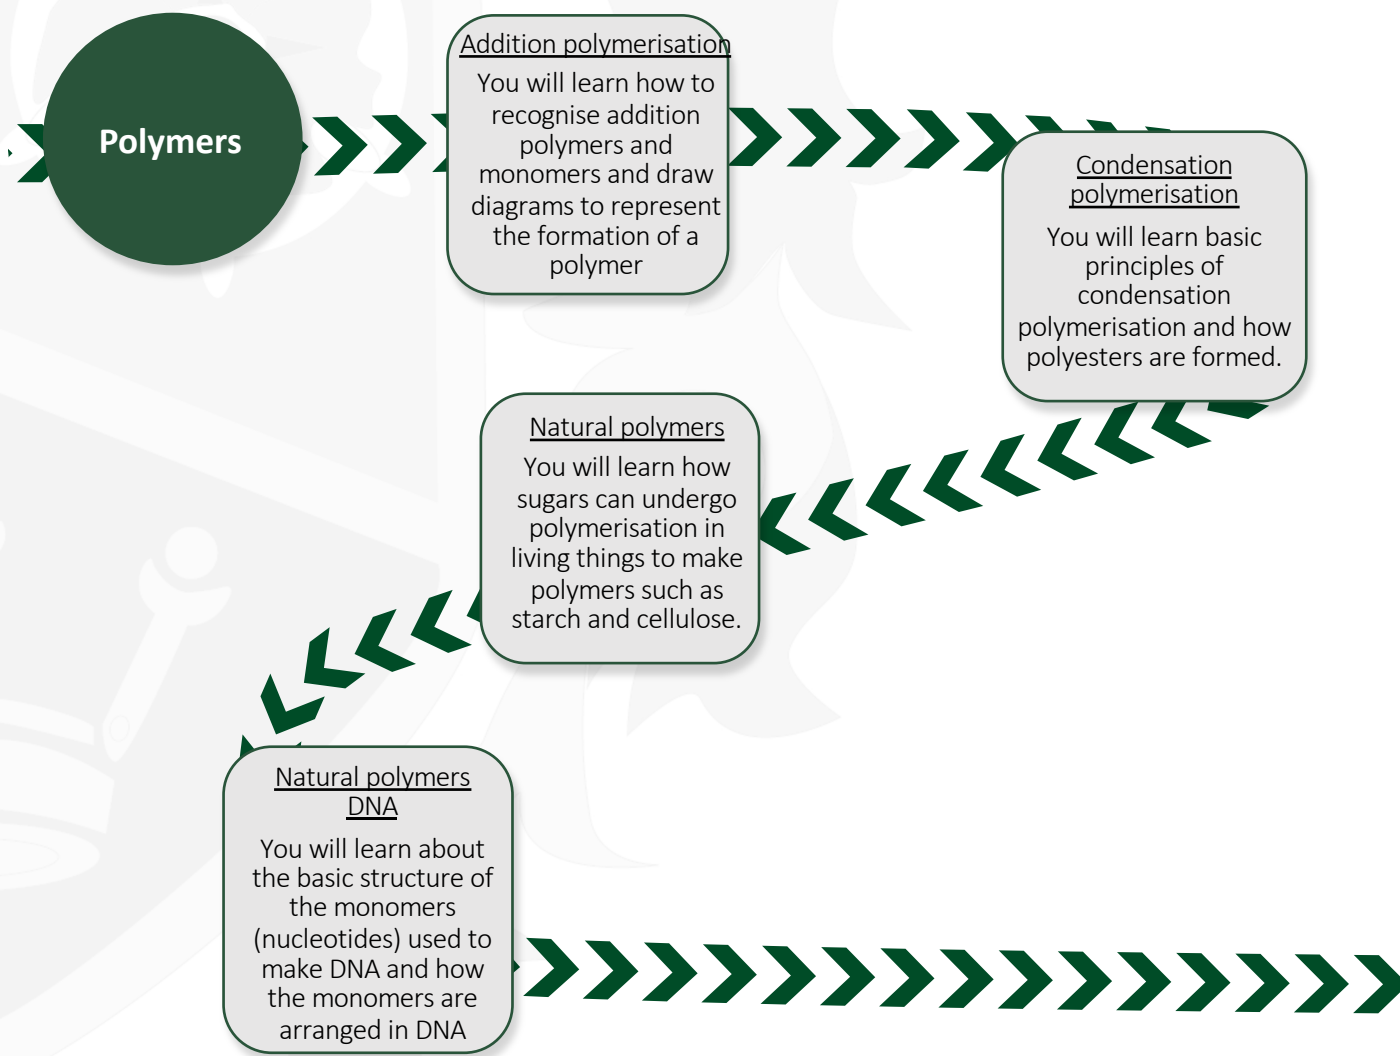 Polymers
Addition polymerisation
You will learn how to
recognise addition
polymers and
monomers and draw
diagrams to represent
the formation of a
polymer
Condensation
polymerisation
You will learn basic
principles of
condensation
polymerisation and how
polyesters are formed.
Natural polymers
You will learn how
sugars can undergo
polymerisation in
living things to make
polymers such as
starch and cellulose.
Natural polymers
DNA
You will learn about
the basic structure of
the monomers
(nucleotides) used to
make DNA and how
the monomers are
arranged in DNA